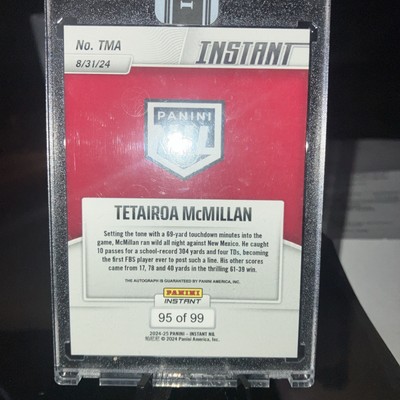 No. TMA
INSTANT
8/31/24
PANINI
NIL
TETAIROA McMILLAN
Setting the tone with a 69-yard touchdown minutes into the
game, McMillan ran wild all night against New Mexico. He caught
10 passes for a school-record 304 yards and four TDs, becoming
the first FBS player ever to post such a line. His other scores
came from 17, 78 and 40 yards in the thrilling 61-39 win.
THE AUTOGRAPH IS GUARANTEED BY PANINI AMERICA, INC.
PANINI
INSTANT
95 of 99
2024-25 PANINI – INSTANT NIL
© 2024 Panini America, Inc.